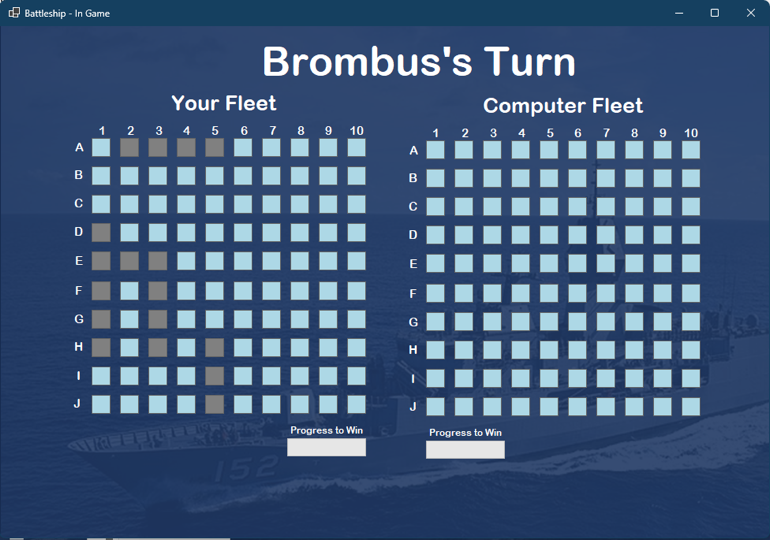 Battleship - In Game
Brombus's Turn
Your Fleet
Computer Fleet
1 2 3 4 5 6 7 8 9 10
1 2 3 4 5 6 7 8 9 10
A
B
C
D
E
F
G
H
I
J
A
B
C
D
E
F
G
H
I
J
Progress to Win
Progress to Win
152